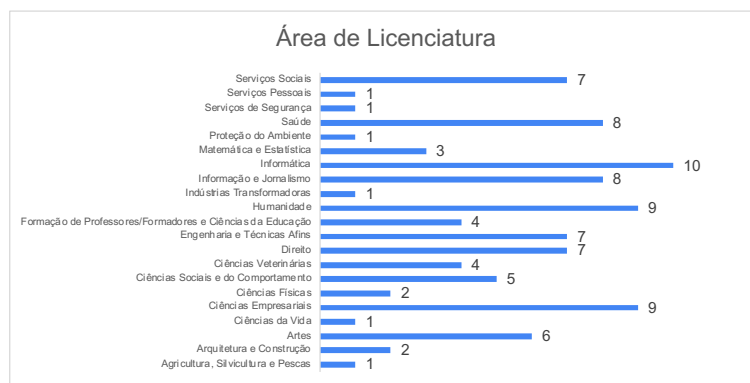 Área de Licenciatura
Serviços Sociais 7
Serviços Pessoais 1
Serviços de Segurança 1
Saúde 8
Proteção do Ambiente 1
Matemática e Estatística 3
Informática 10
Informação e Jornalismo 8
Indústrias Transformadoras 1
Humanidade 9
Formação de Professores/Formadores e Ciências da Educação 4
Engenharia e Técnicas Afins 7
Direito 7
Ciências Veterinárias 4
Ciências Sociais e do Comportamento 5
Ciências Físicas 2
Ciências Empresariais 9
Ciências da Vida 1
Artes 6
Arquitetura e Construção 2
Agricultura, Silvicultura e Pescas 1